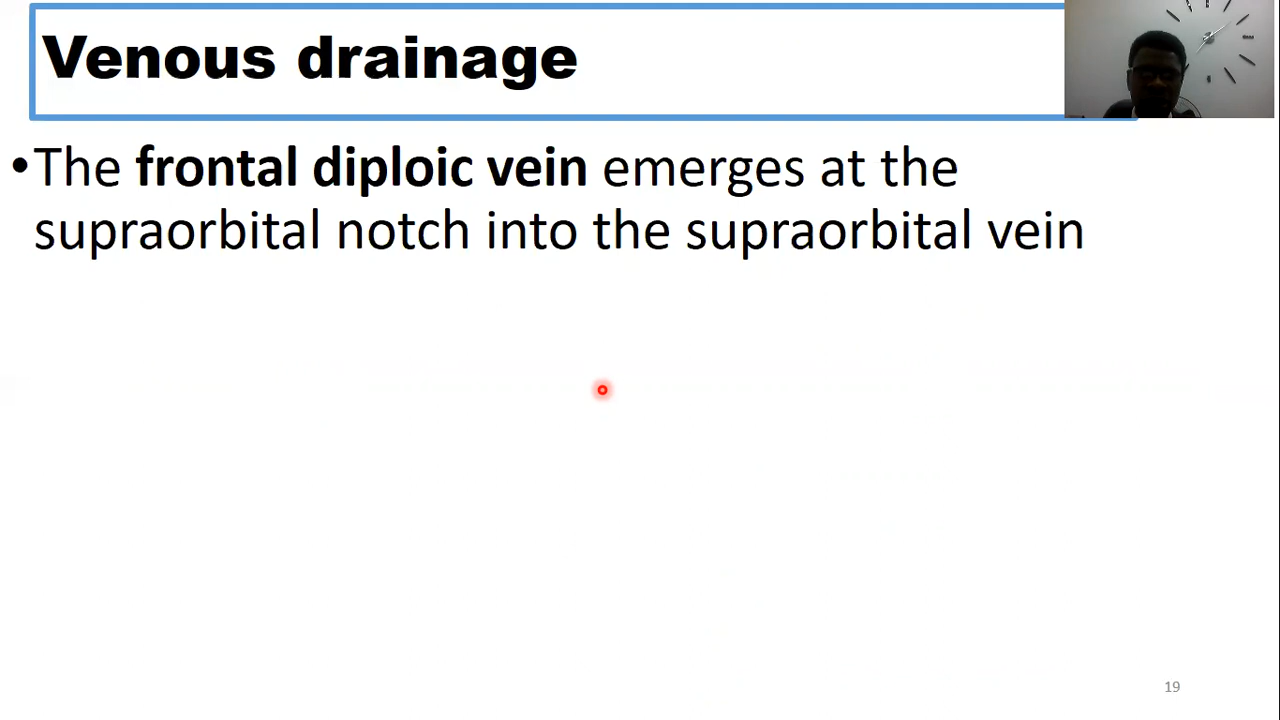 Venous drainage
•The frontal diploic vein emerges at the
supraorbital notch into the supraorbital vein
19